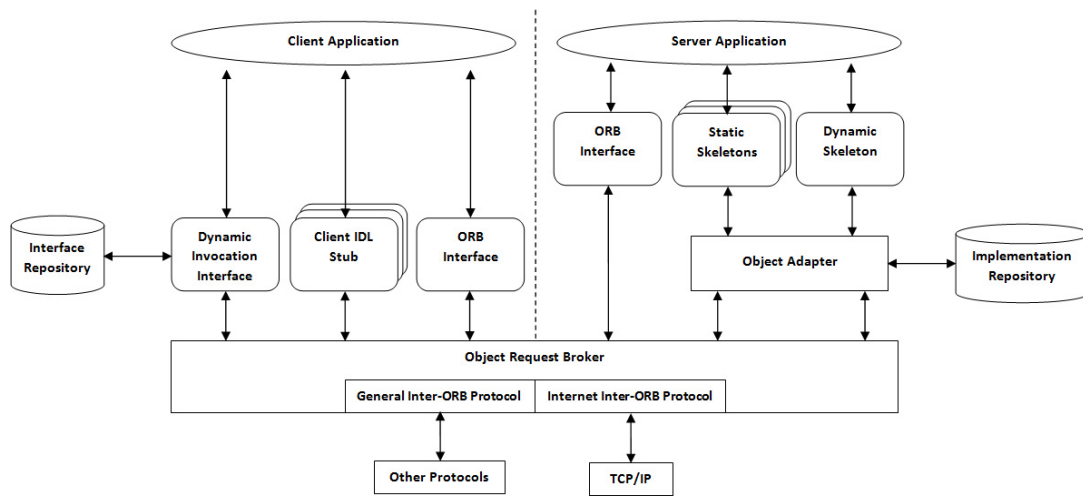 Client Application
Server Application
ORB
Interface
Static
Skeletons
Dynamic
Skeleton
Interface
Repository
Dynamic
Invocation
Interface
Client IDL
Stub
ORB
Interface
Object Adapter
Implementation
Repository
Object Request Broker
General Inter-ORB Protocol
Internet Inter-ORB Protocol
Other Protocols
TCP/IP